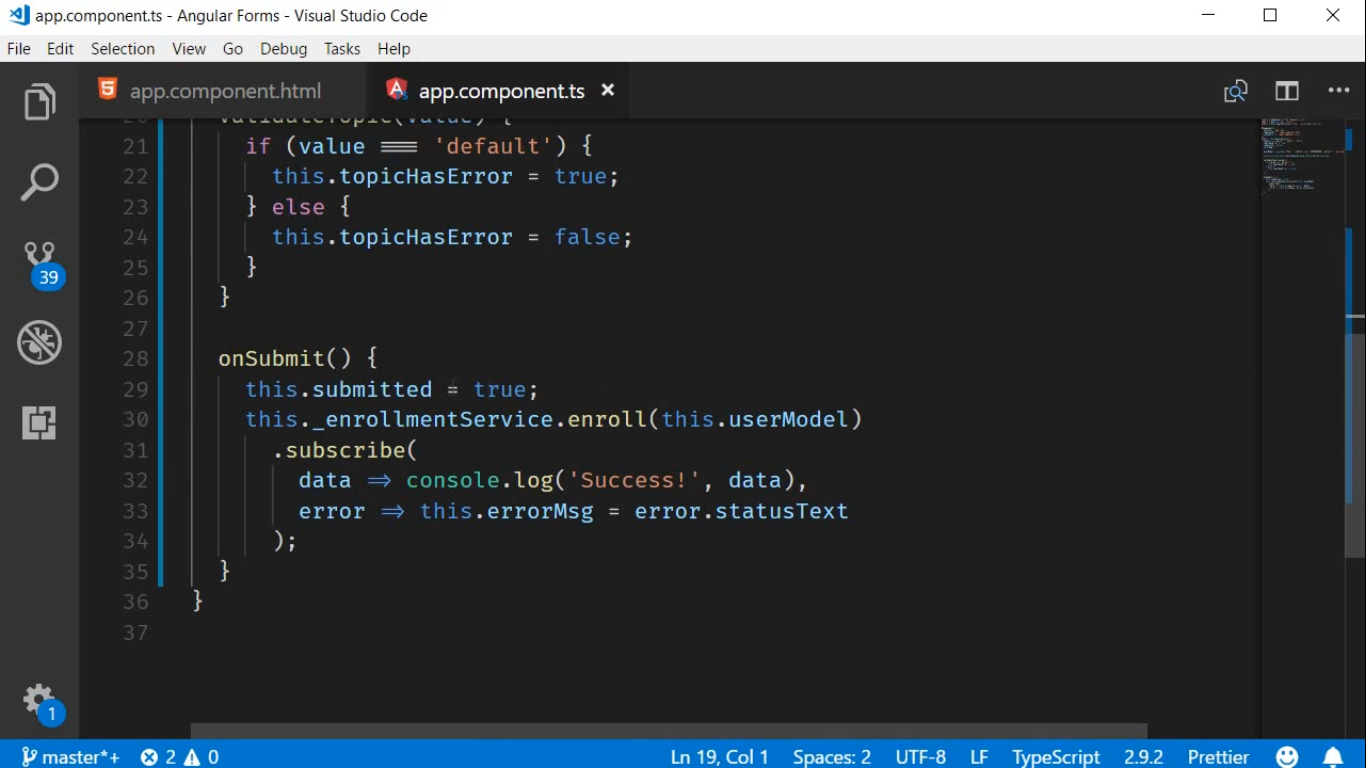 app.component.ts - Angular Forms - Visual Studio Code
File Edit Selection View Go Debug Tasks Help
app.component.html app.component.ts
20 validateTopic(value) {
21 if (value === 'default') {
22 this.topicHasError = true;
23 } else {
24 this.topicHasError = false;
25 }
26 }
27
28 onSubmit() {
29 this.submitted = true;
30 this._enrollmentService.enroll(this.userModel)
31 .subscribe(
32 data => console.log('Success!', data),
33 error => this.errorMsg = error.statusText
34 );
35 }
36 }
37
39
1
master*+ 2 0 Ln 19, Col 1 Spaces: 2 UTF-8 LF TypeScript 2.9.2 Prettier